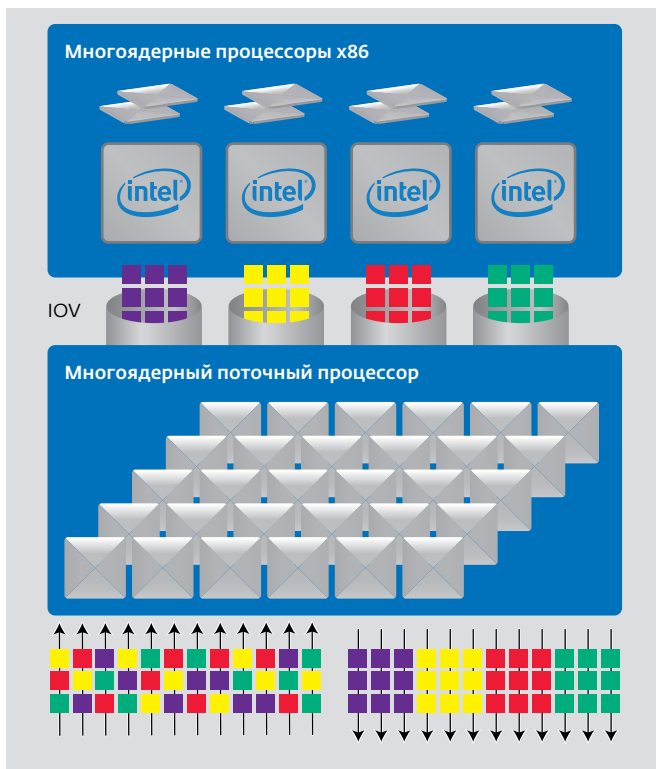 Многоядерные процессоры x86
intel intel intel intel
IOV
Многоядерный поточный процессор